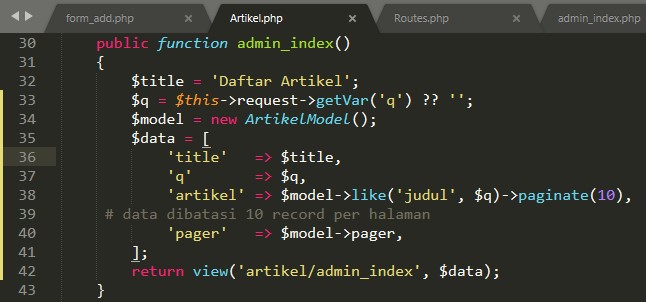 form_add.php × Artikel.php × Routes.php × admin_index.php
30 public function admin_index()
31 {
32 $title = 'Daftar Artikel';
33 $q = $this->request->getVar('q') ?? '';
34 $model = new ArtikelModel();
35 $data = [
36 'title' => $title,
37 'q' => $q,
38 'artikel' => $model->like('judul', $q)->paginate(10),
39 # data dibatasi 10 record per halaman
40 'pager' => $model->pager,
41 ];
42 return view('artikel/admin_index', $data);
43 }